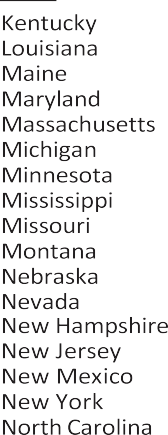 Kentucky
Louisiana
Maine
Maryland
Massachusetts
Michigan
Minnesota
Mississippi
Missouri
Montana
Nebraska
Nevada
New Hampshire
New Jersey
New Mexico
New York
North Carolina